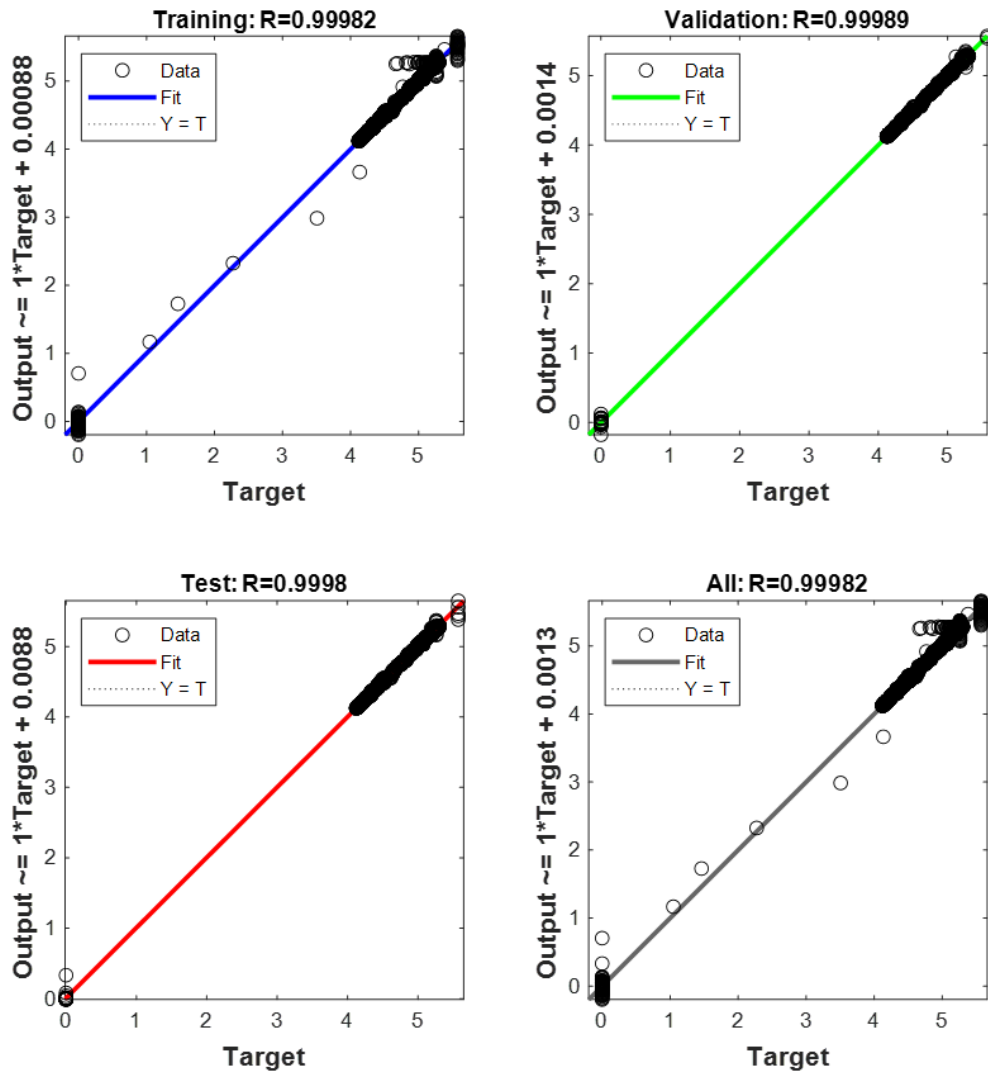 Training: R=0.99982
Output ~= 1*Target + 0.00088
Data
Fit
Y = T
5
4
3
2
1
0
0 1 2 3 4 5
Target
Validation: R=0.99989
Output ~= 1*Target + 0.0014
Data
Fit
Y = T
5
4
3
2
1
0
0 1 2 3 4 5
Target
Test: R=0.9998
Output ~= 1*Target + 0.0088
Data
Fit
Y = T
5
4
3
2
1
0
0 1 2 3 4 5
Target
All: R=0.99982
Output ~= 1*Target + 0.0013
Data
Fit
Y = T
5
4
3
2
1
0
0 1 2 3 4 5
Target